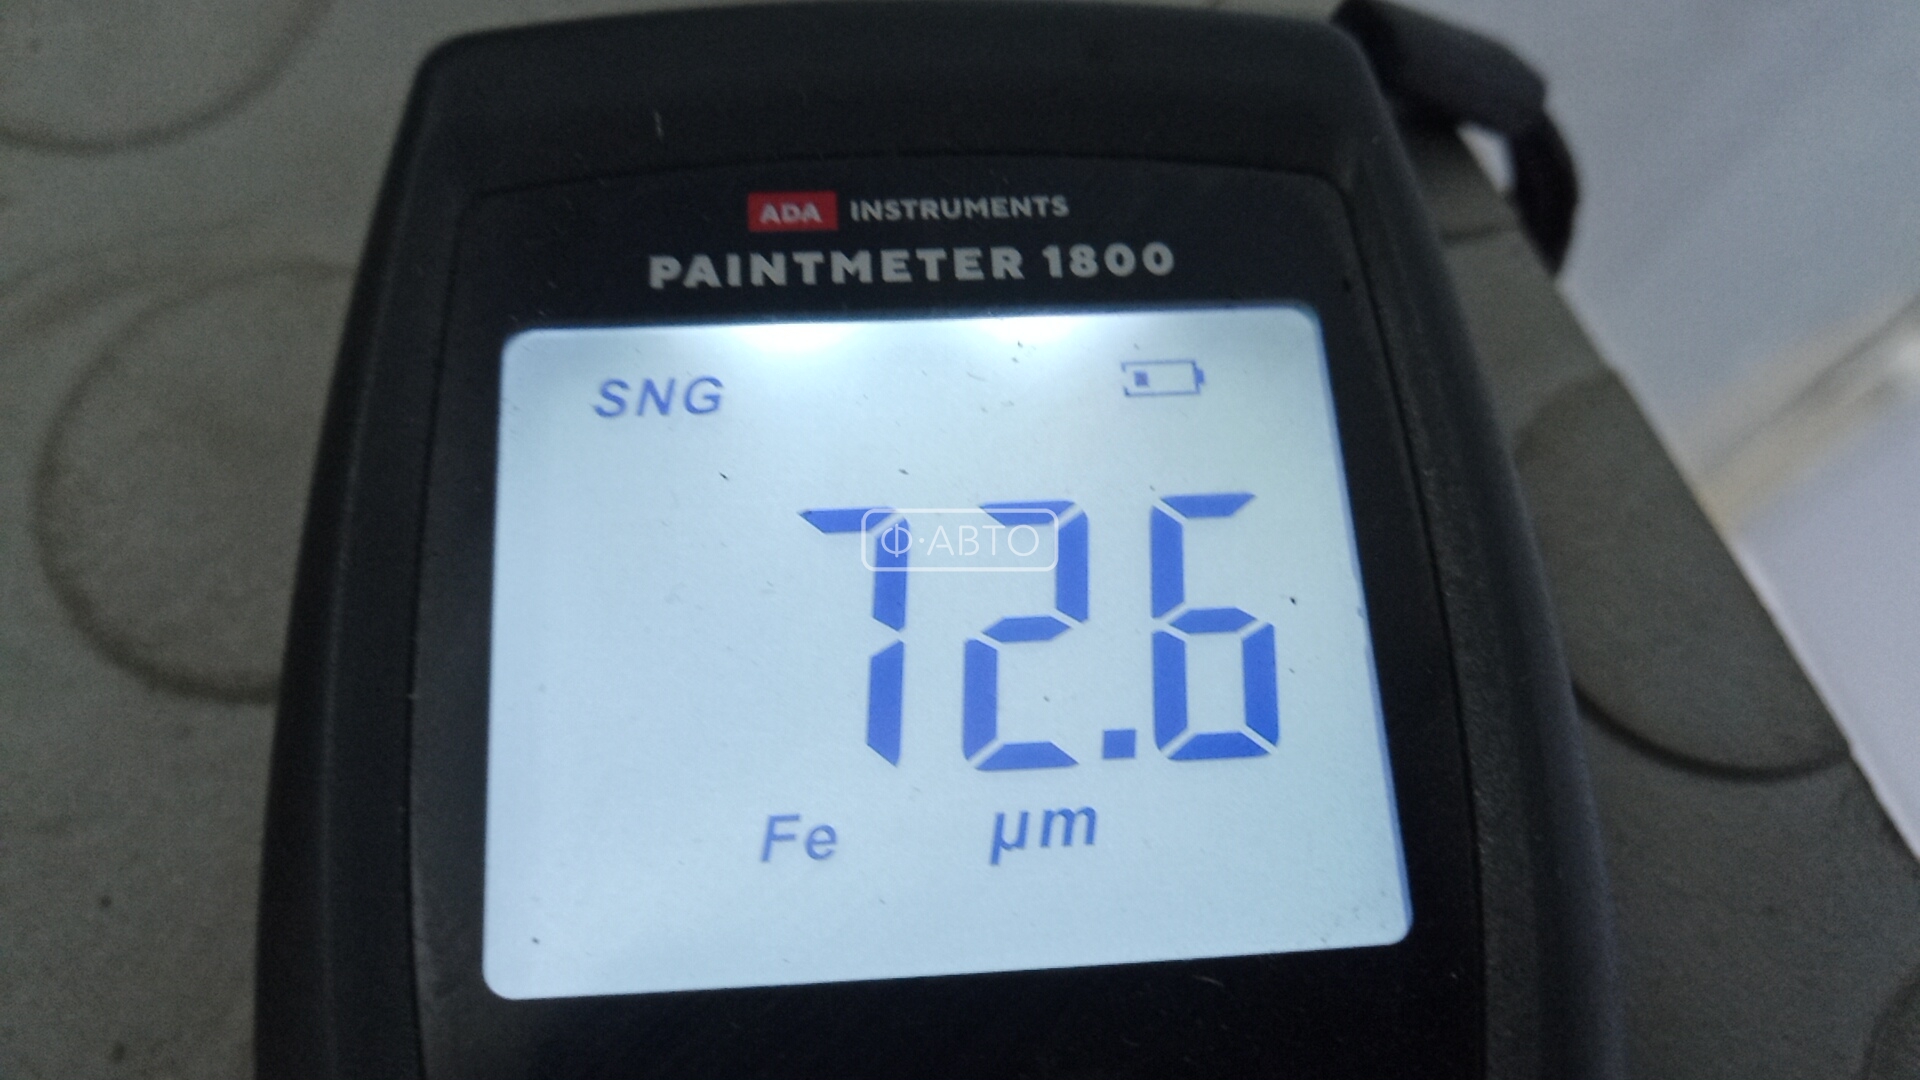 ADA INSTRUMENTS
PAINTMETER 1800
SNG
72.6
Ф·АВТО
Fe µm